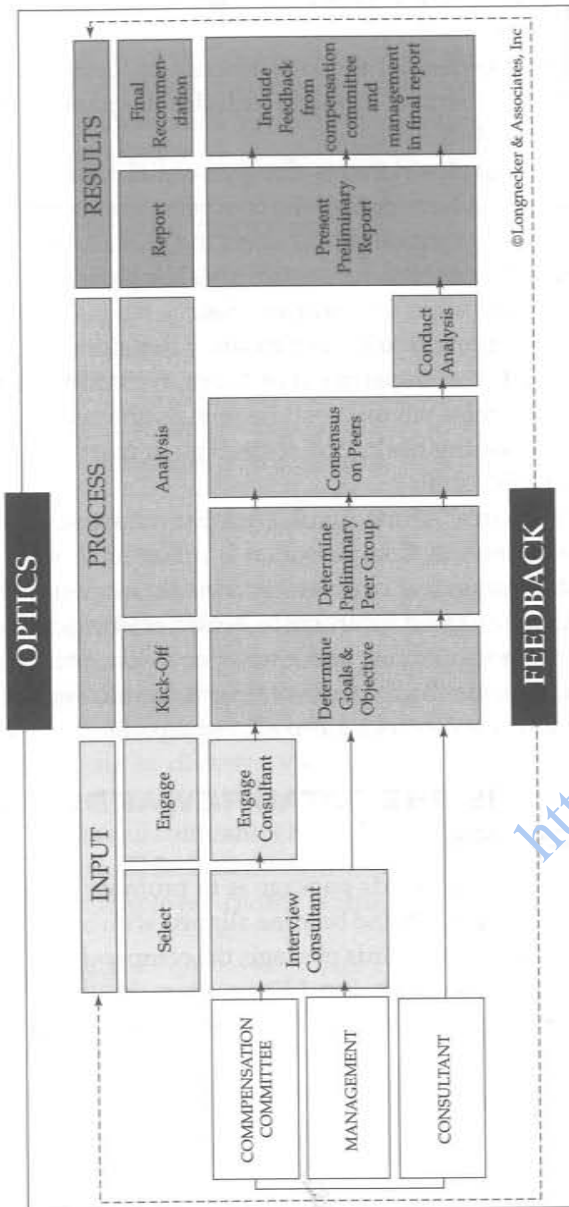 OPTICS
INPUT
PROCESS
RESULTS
Select
Engage
Kick-Off
Analysis
Report
Final
Recommen-
dation
COMMPENSATION
COMMITTEE
MANAGEMENT
CONSULTANT
Interview
Consultant
Engage
Consultant
Determine
Goals &
Objective
Determine
Preliminary
Peer Group
Consensus
on Peers
Conduct
Analysis
Present
Preliminary
Report
Include
Feedback
from
compensation
committee
and
management
in final report
©Longnecker & Associates, Inc
FEEDBACK
htt